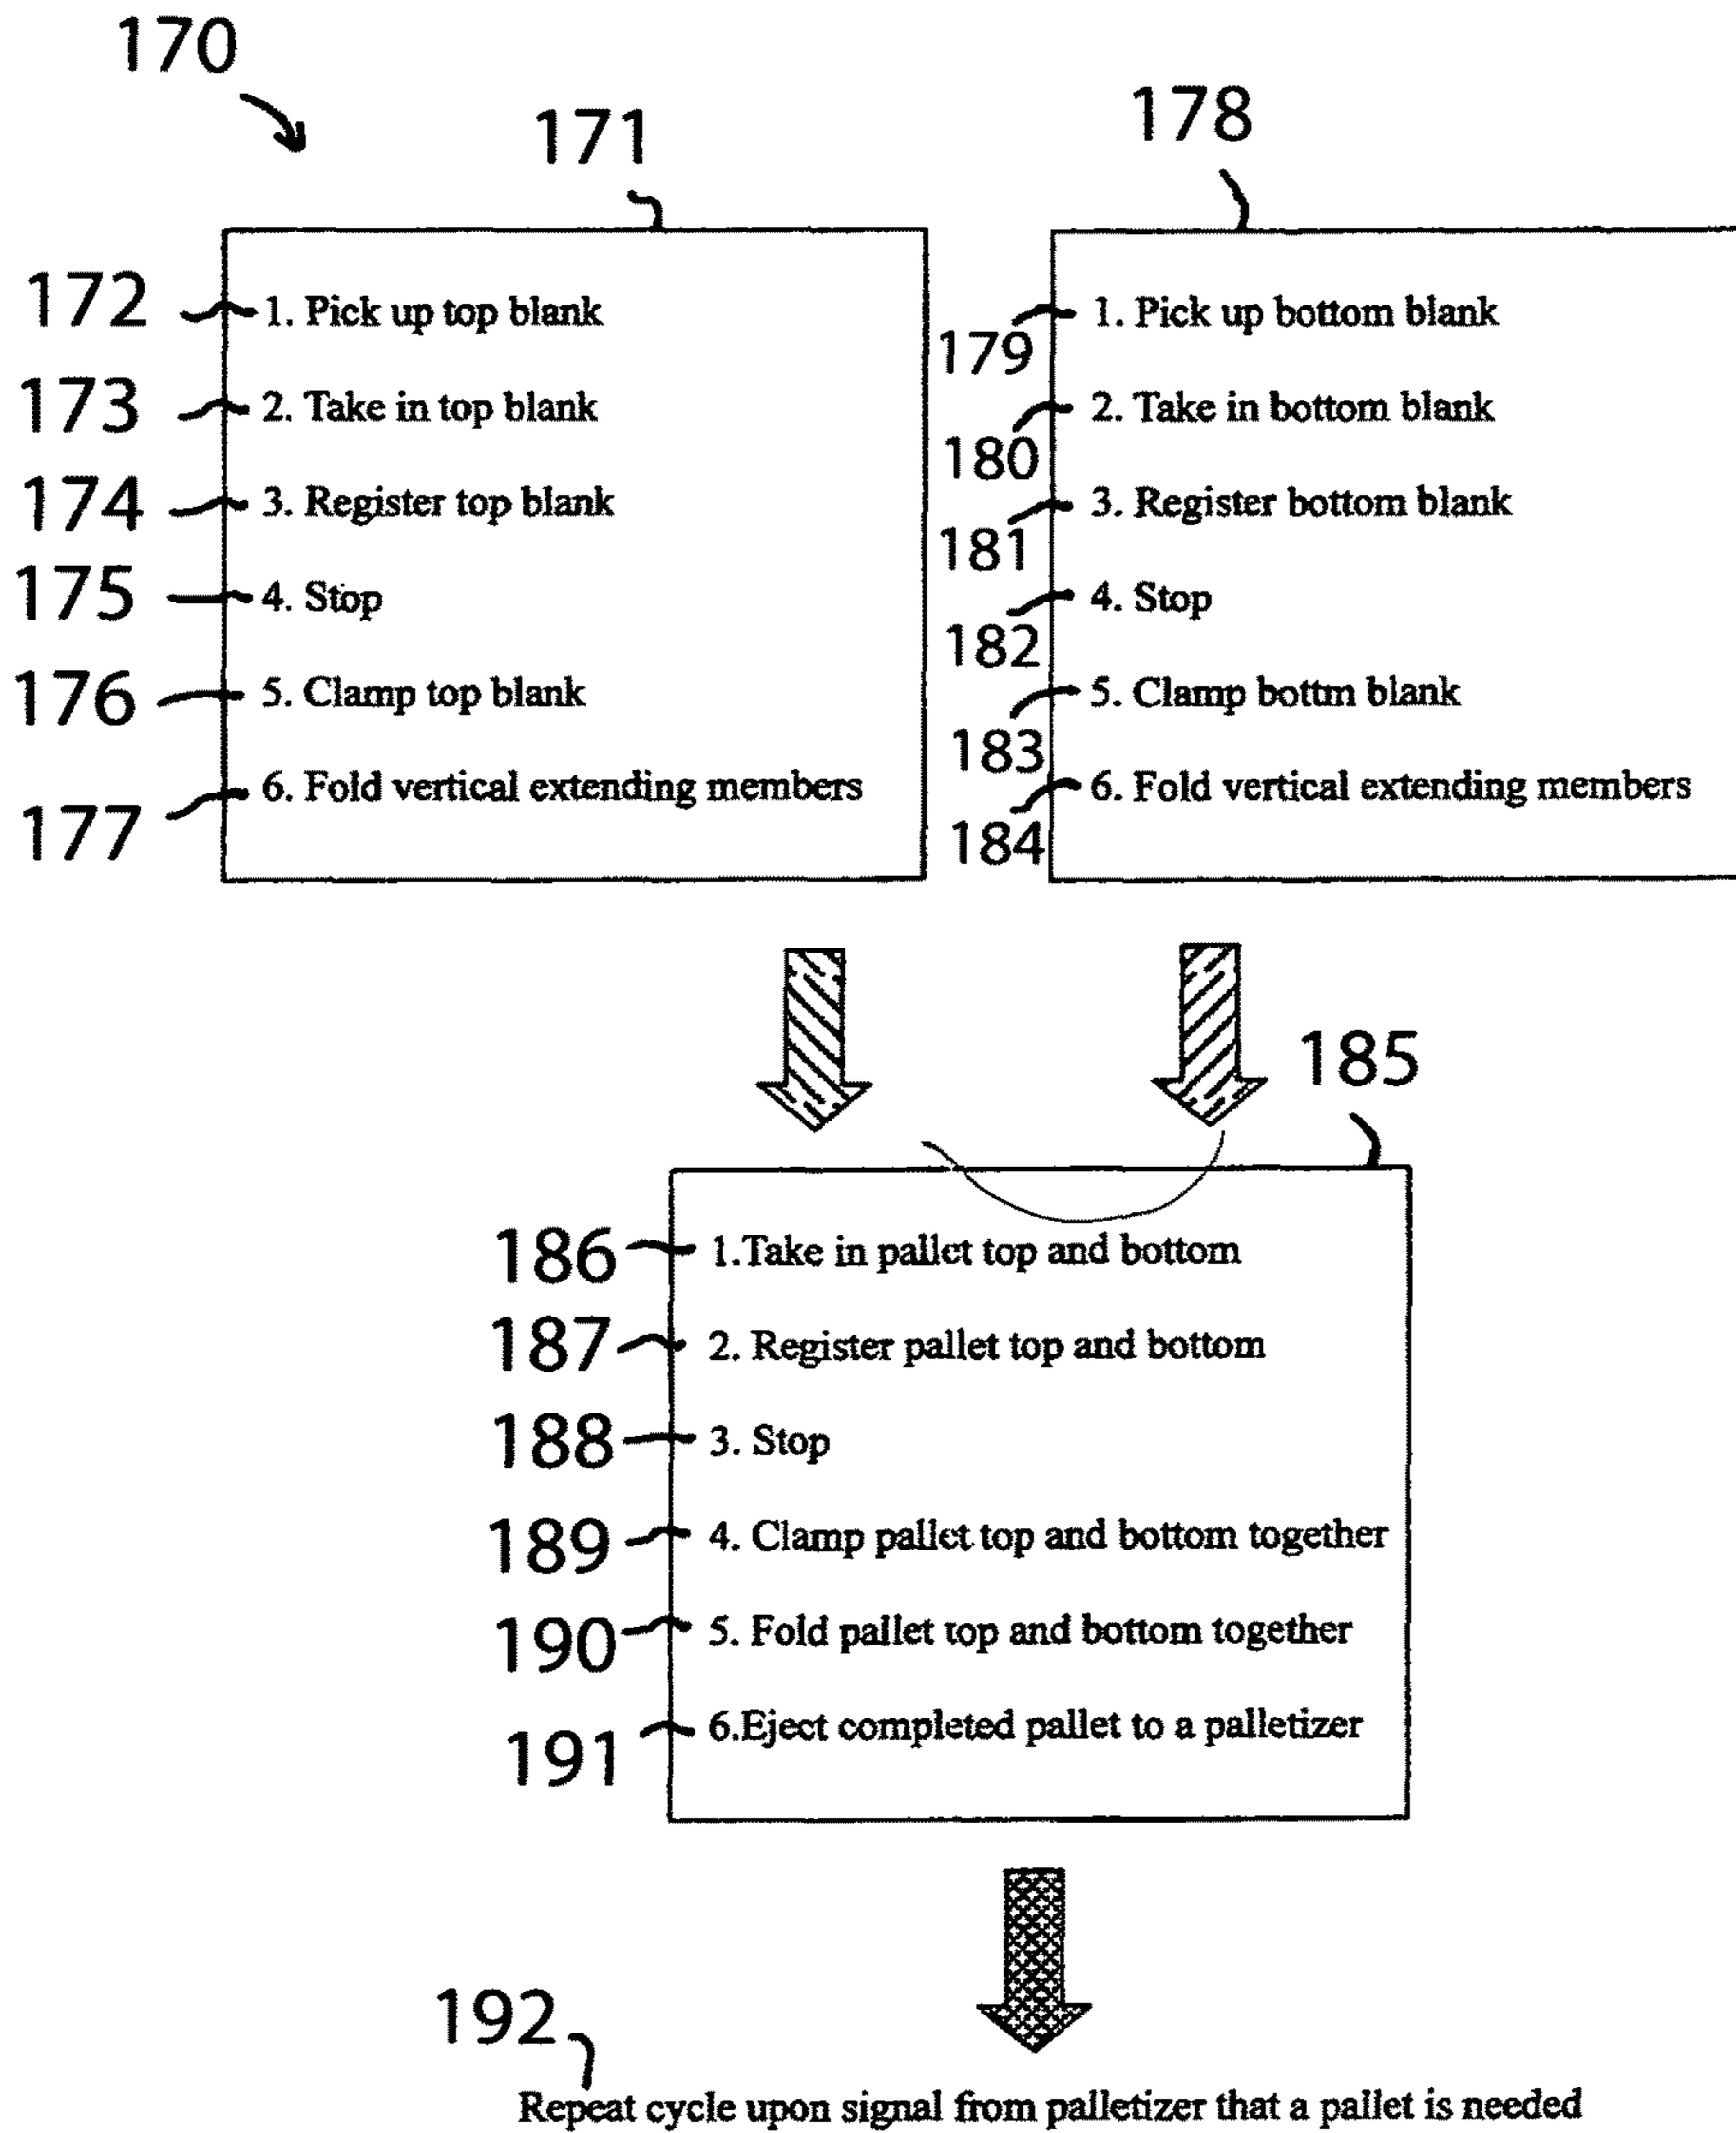 170
171
172 1. Pick up top blank
173 2. Take in top blank
174 3. Register top blank
175 4. Stop
176 5. Clamp top blank
177 6. Fold vertical extending members
178
179 1. Pick up bottom blank
180 2. Take in bottom blank
181 3. Register bottom blank
182 4. Stop
183 5. Clamp bottm blank
184 6. Fold vertical extending members
185
186 1.Take in pallet top and bottom
187 2. Register pallet top and bottom
188 3. Stop
189 4. Clamp pallet top and bottom together
190 5. Fold pallet top and bottom together
191 6.Eject completed pallet to a palletizer
192
Repeat cycle upon signal from palletizer that a pallet is needed